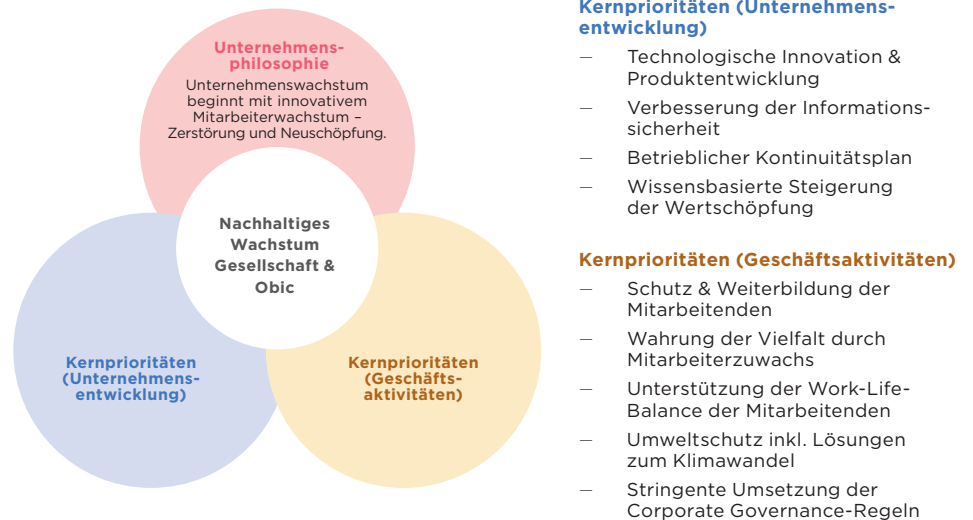 Unternehmens-
philosophie
Unternehmenswachstum
beginnt mit innovativem
Mitarbeiterwachstum –
Zerstörung und Neuschöpfung.
Nachhaltiges
Wachstum
Gesellschaft &
Obic
Kernprioritäten
(Unternehmens-
entwicklung)
Kernprioritäten
(Geschäfts-
aktivitäten)
Kernprioritäten (Unternehmens-
entwicklung)
— Technologische Innovation &
Produktentwicklung
— Verbesserung der Informations-
sicherheit
— Betrieblicher Kontinuitätsplan
— Wissensbasierte Steigerung
der Wertschöpfung
Kernprioritäten (Geschäftsaktivitäten)
— Schutz & Weiterbildung der
Mitarbeitenden
— Wahrung der Vielfalt durch
Mitarbeiterzuwachs
— Unterstützung der Work-Life-
Balance der Mitarbeitenden
— Umweltschutz inkl. Lösungen
zum Klimawandel
— Stringente Umsetzung der
Corporate Governance-Regeln